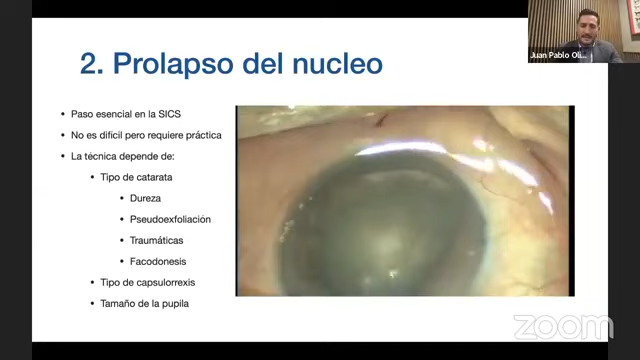 2. Prolapso del nucleo
Juan Pablo Oli...
• Paso esencial en la SICS
• No es difícil pero requiere práctica
• La técnica depende de:
• Tipo de catarata
• Dureza
• Pseudoexfoliación
• Traumáticas
• Facodonesis
• Tipo de capsulorrexis
• Tamaño de la pupila
zoom